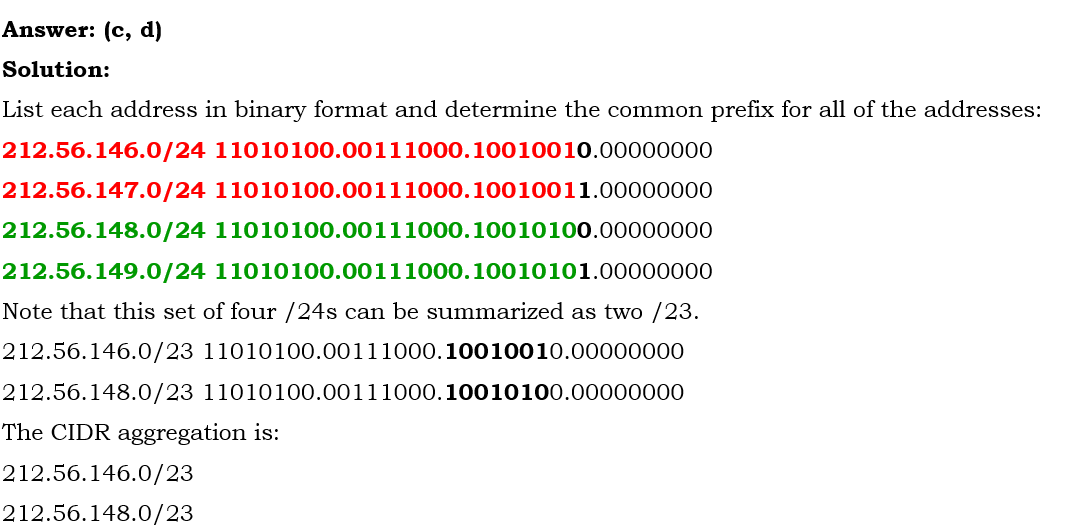 Answer: (c, d)
Solution:
List each address in binary format and determine the common prefix for all of the addresses:
212.56.146.0/24 11010100.00111000.10010010.00000000
212.56.147.0/24 11010100.00111000.10010011.00000000
212.56.148.0/24 11010100.00111000.10010100.00000000
212.56.149.0/24 11010100.00111000.10010101.00000000
Note that this set of four /24s can be summarized as two /23.
212.56.146.0/23 11010100.00111000.10010010.00000000
212.56.148.0/23 11010100.00111000.10010100.00000000
The CIDR aggregation is:
212.56.146.0/23
212.56.148.0/23